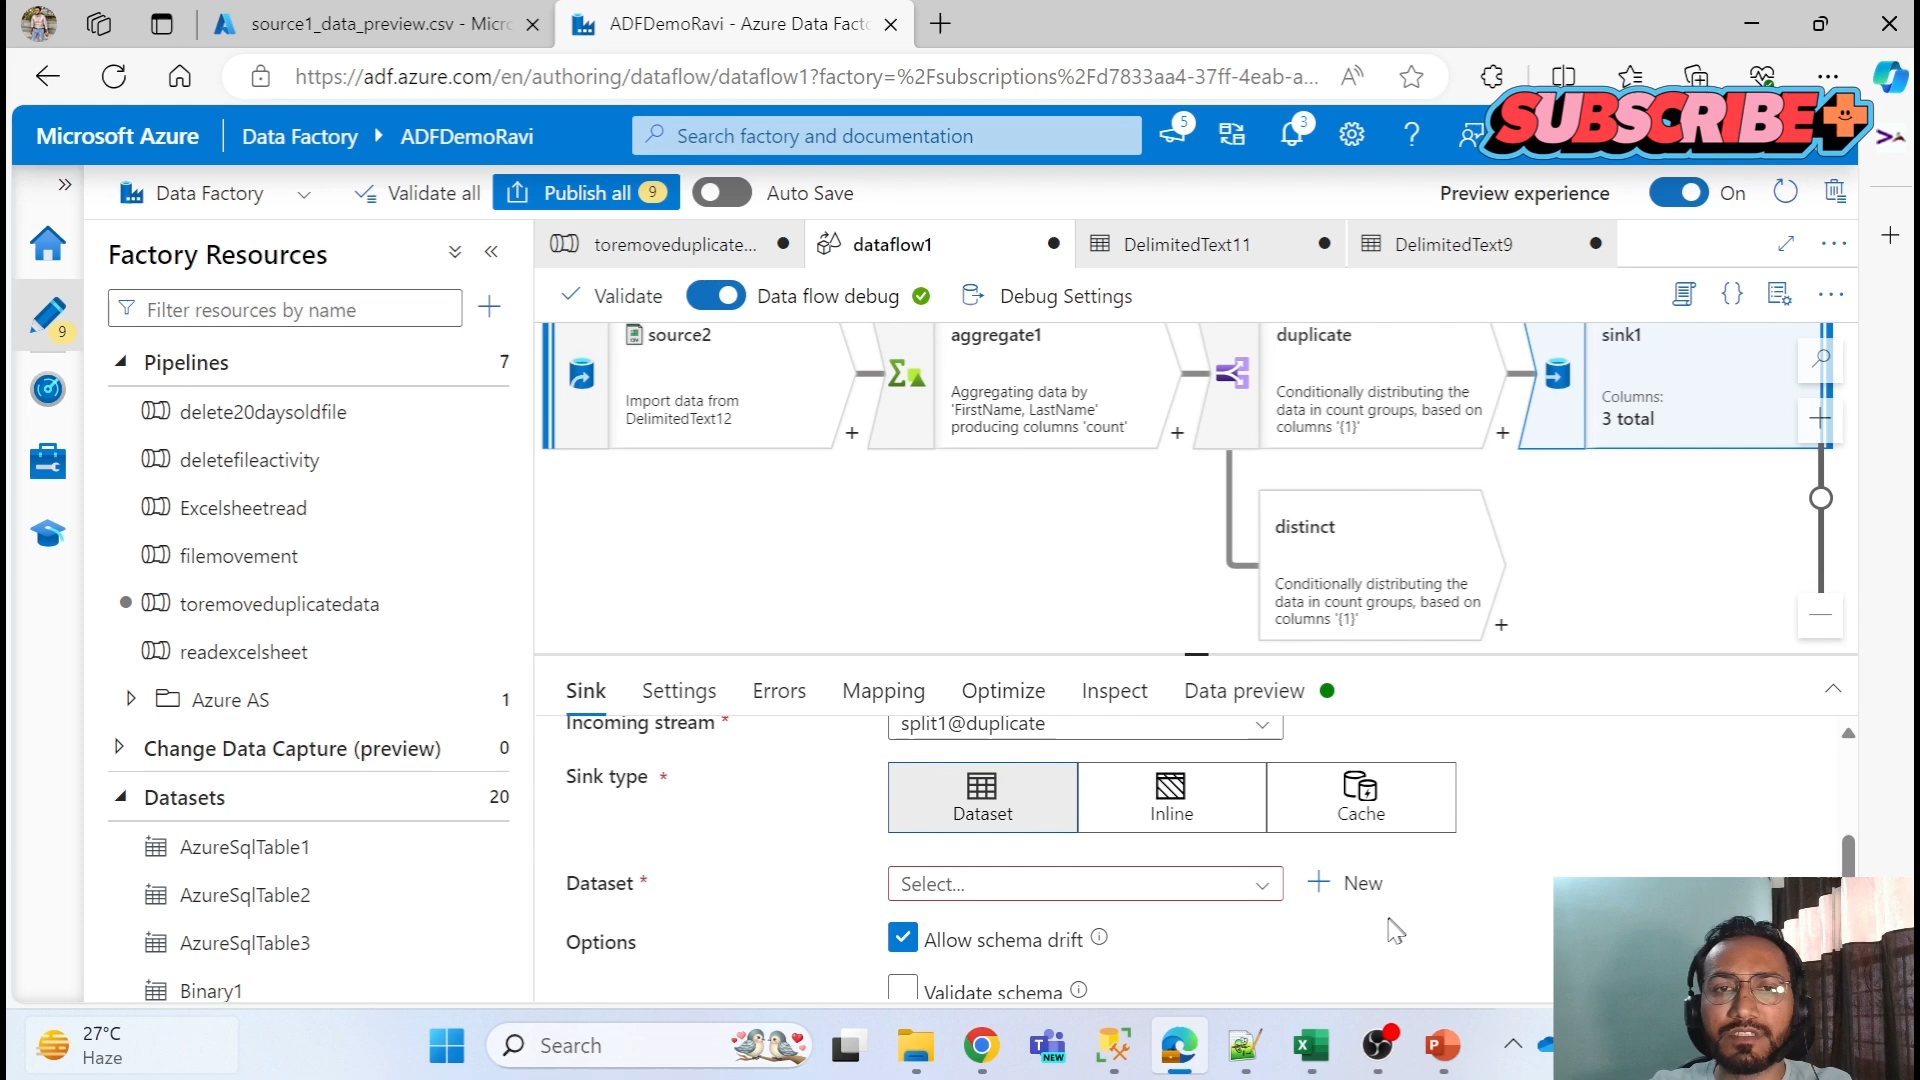 source1_data_preview.csv - Micro
ADFDemoRavi - Azure Data Facto
https://adf.azure.com/en/authoring/dataflow/dataflow1?factory=%2Fsubscriptions%2Fd7833aa4-37ff-4eab-a...
SUBSCRIBE
Microsoft Azure
Data Factory
ADFDemoRavi
Search factory and documentation
5
3
Data Factory
Validate all
Publish all
9
Auto Save
Preview experience
On
Factory Resources
toremoveduplicate...
dataflow1
DelimitedText11
DelimitedText9
Filter resources by name
Validate
Data flow debug
Debug Settings
9
Pipelines
7
delete20daysoldfile
deletefileactivity
Excelsheetread
filemovement
toremoveduplicatedata
readexcelsheet
Azure AS
1
Change Data Capture (preview)
0
Datasets
20
AzureSqlTable1
AzureSqlTable2
AzureSqlTable3
Binary1
source2
Import data from
DelimitedText12
aggregate1
Aggregating data by
'FirstName, LastName'
producing columns 'count'
duplicate
Conditionally distributing the
data in count groups, based on
columns '{1}'
sink1
Columns:
3 total
distinct
Conditionally distributing the
data in count groups, based on
columns '{1}'
Sink
Settings
Errors
Mapping
Optimize
Inspect
Data preview
Incoming stream *
split1@duplicate
Sink type *
Dataset
Inline
Cache
Dataset *
Select...
New
Options
Allow schema drift
Validate schema
27°C
Haze
Search
NEW